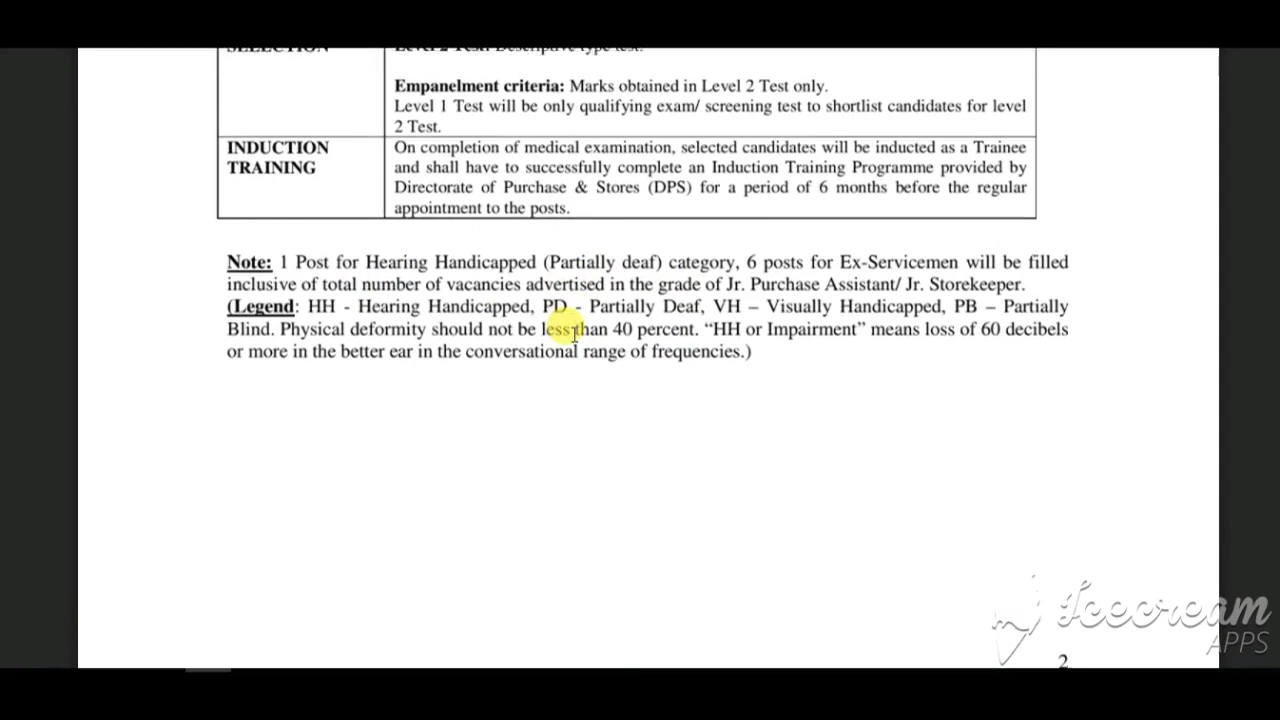 SELECTION
Level 2 Test: Descriptive type test.
Empanelment criteria: Marks obtained in Level 2 Test only.
Level 1 Test will be only qualifying exam/ screening test to shortlist candidates for level
2 Test.
INDUCTION
TRAINING
On completion of medical examination, selected candidates will be inducted as a Trainee
and shall have to successfully complete an Induction Training Programme provided by
Directorate of Purchase & Stores (DPS) for a period of 6 months before the regular
appointment to the posts.
Note: 1 Post for Hearing Handicapped (Partially deaf) category, 6 posts for Ex-Servicemen will be filled
inclusive of total number of vacancies advertised in the grade of Jr. Purchase Assistant/ Jr. Storekeeper.
(Legend: HH - Hearing Handicapped, PD - Partially Deaf, VH – Visually Handicapped, PB – Partially
Blind. Physical deformity should not be less than 40 percent. “HH or Impairment” means loss of 60 decibels
or more in the better ear in the conversational range of frequencies.)
Icecream
APPS
2